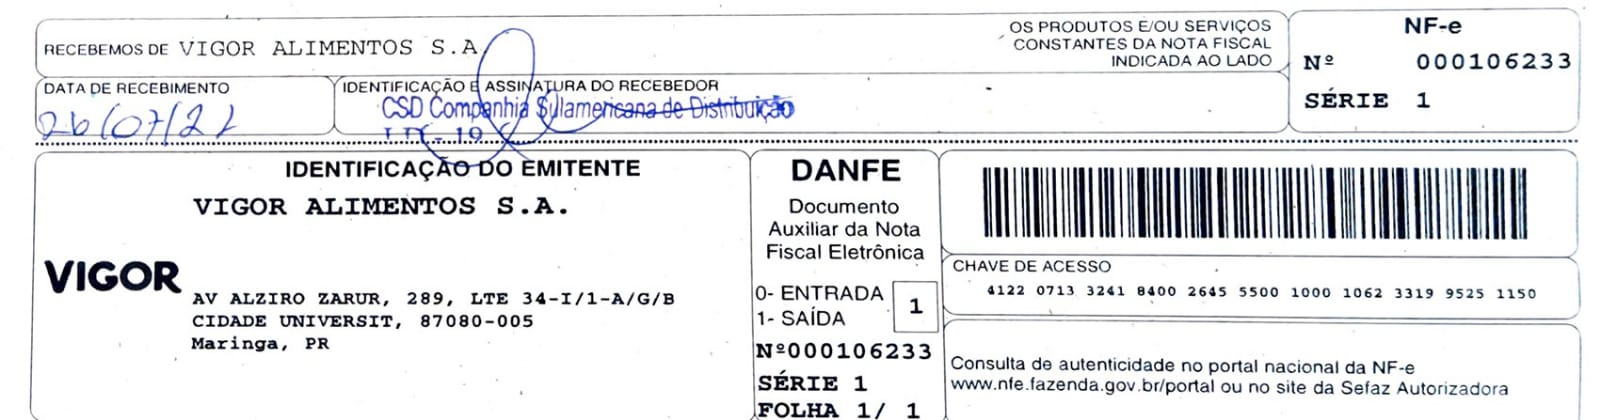 RECEBEMOS DE VIGOR ALIMENTOS S.A
OS PRODUTOS E/OU SERVIÇOS
CONSTANTES DA NOTA FISCAL
INDICADA AO LADO
NF-e
Nº 000106233
SÉRIE 1
DATA DE RECEBIMENTO
26/07/22
IDENTIFICAÇÃO E ASSINATURA DO RECEBEDOR
CSD Companhia Sulamericana de Distribuição
IDENTIFICAÇÃO DO EMITENTE
VIGOR ALIMENTOS S.A.
VIGOR
AV ALZIRO ZARUR, 289, LTE 34-I/1-A/G/B
CIDADE UNIVERSIT, 87080-005
Maringa, PR
DANFE
Documento
Auxiliar da Nota
Fiscal Eletrônica
0- ENTRADA
1- SAÍDA
1
Nº000106233
SÉRIE 1
FOLHA 1/ 1
CHAVE DE ACESSO
4122 0713 3241 8400 2645 5500 1000 1062 3319 9525 1150
Consulta de autenticidade no portal nacional da NF-e
www.nfe.fazenda.gov.br/portal ou no site da Sefaz Autorizadora